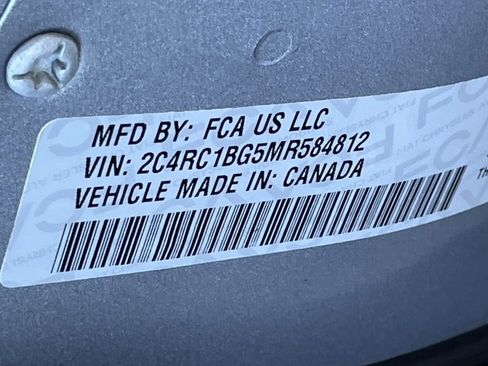 MFD BY: FCA US LLC
VIN: 2C4RC1BG5MR584812
VEHICLE MADE IN: CANADA